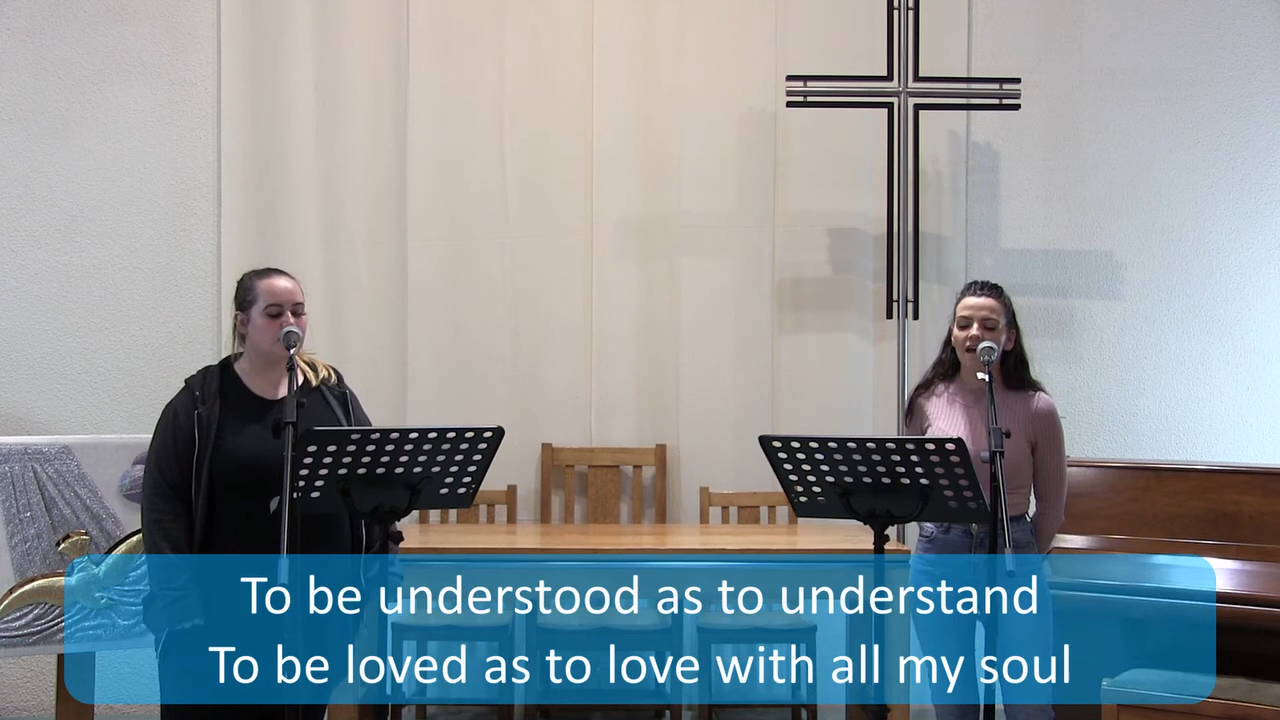 To be understood as to understand
To be loved as to love with all my soul